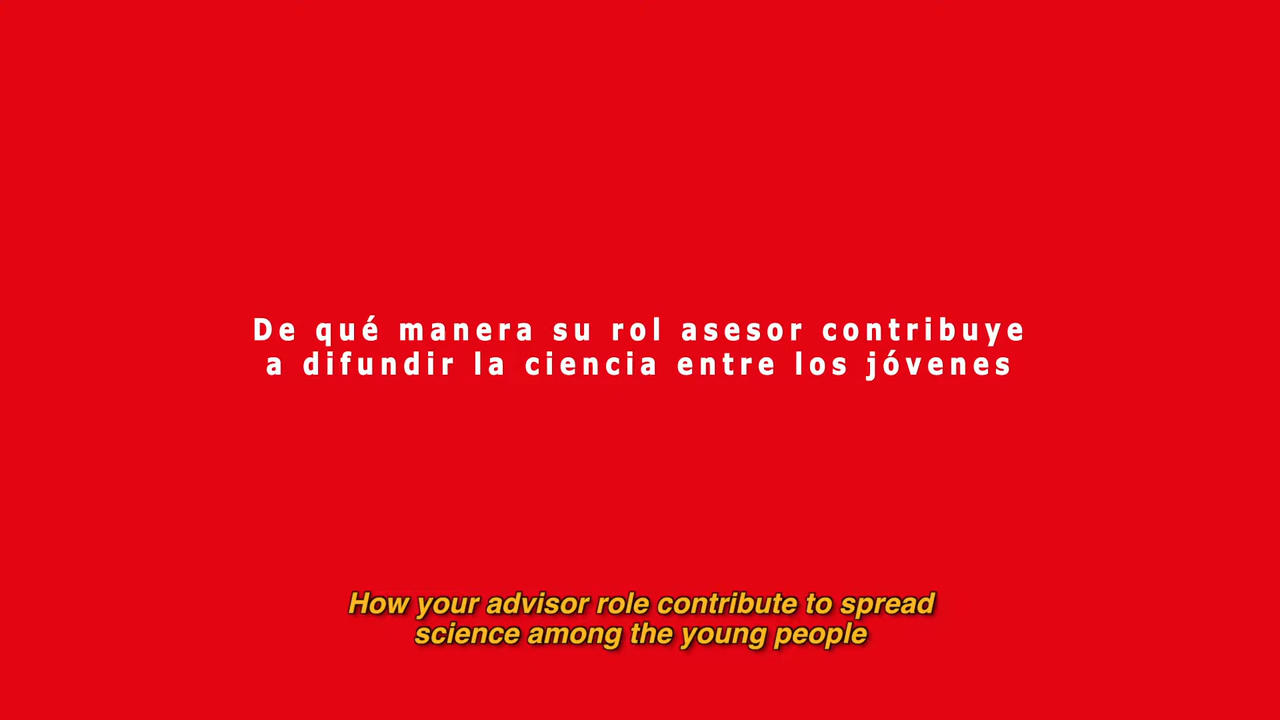 De qué manera su rol asesor contribuye
a difundir la ciencia entre los jóvenes
How your advisor role contribute to spread
science among the young people